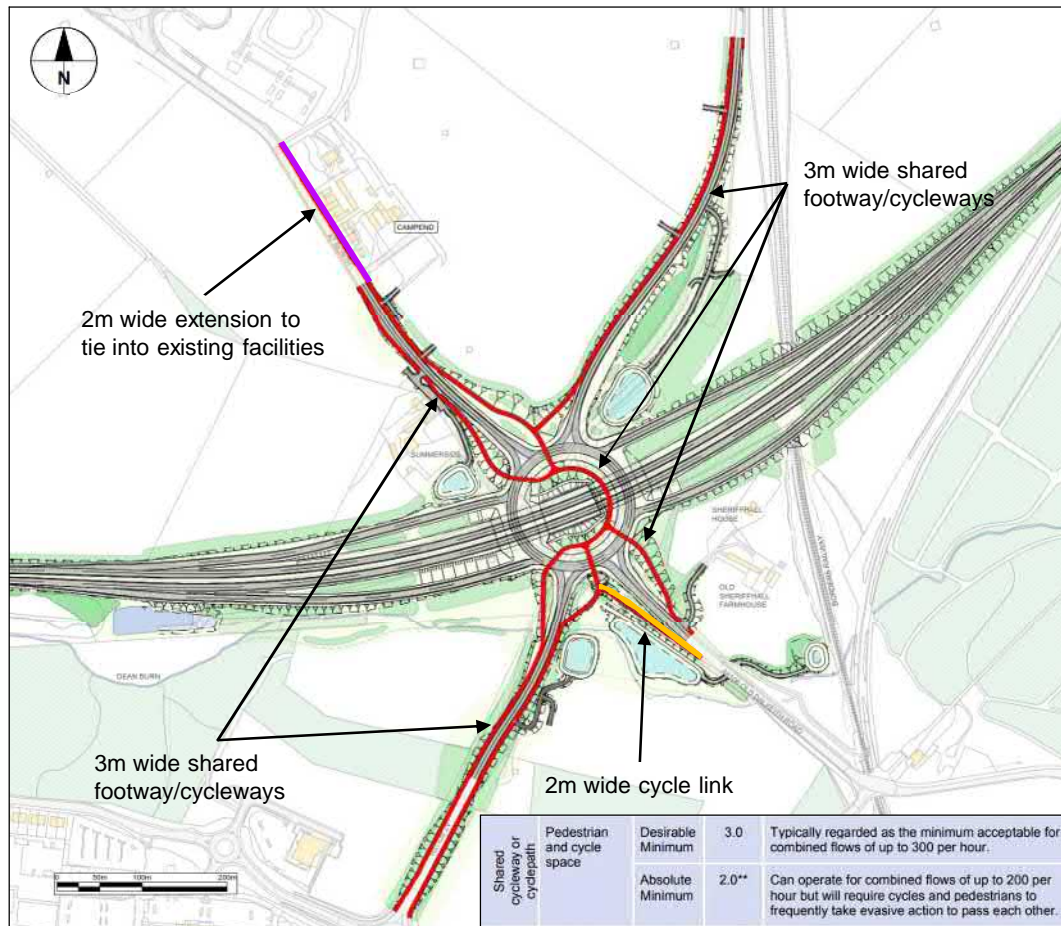 N
3m wide shared
footway/cycleways
CAMPEND
2m wide extension to
tie into existing facilities
SUMMERSIDE
SHERIFFHALL
HOUSE
OLD
SHERIFFHALL
FARMHOUSE
BORDERS RAILWAY
DEAN BURN
3m wide shared
footway/cycleways
2m wide cycle link
0 50m 100m 200m
Shared
cycleway or
cyclepath
Pedestrian
and cycle
space
Desirable
Minimum
3.0
Typically regarded as the minimum acceptable for
combined flows of up to 300 per hour.
Absolute
Minimum
2.0**
Can operate for combined flows of up to 200 per
hour but will require cycles and pedestrians to
frequently take evasive action to pass each other.